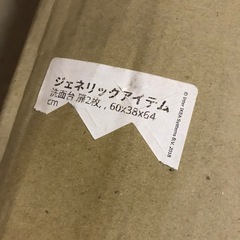 ジェネリックアイテム
洗面台 扉2枚, , 60x38x64
cm
© Inter IKEA Systems B.V. 2018